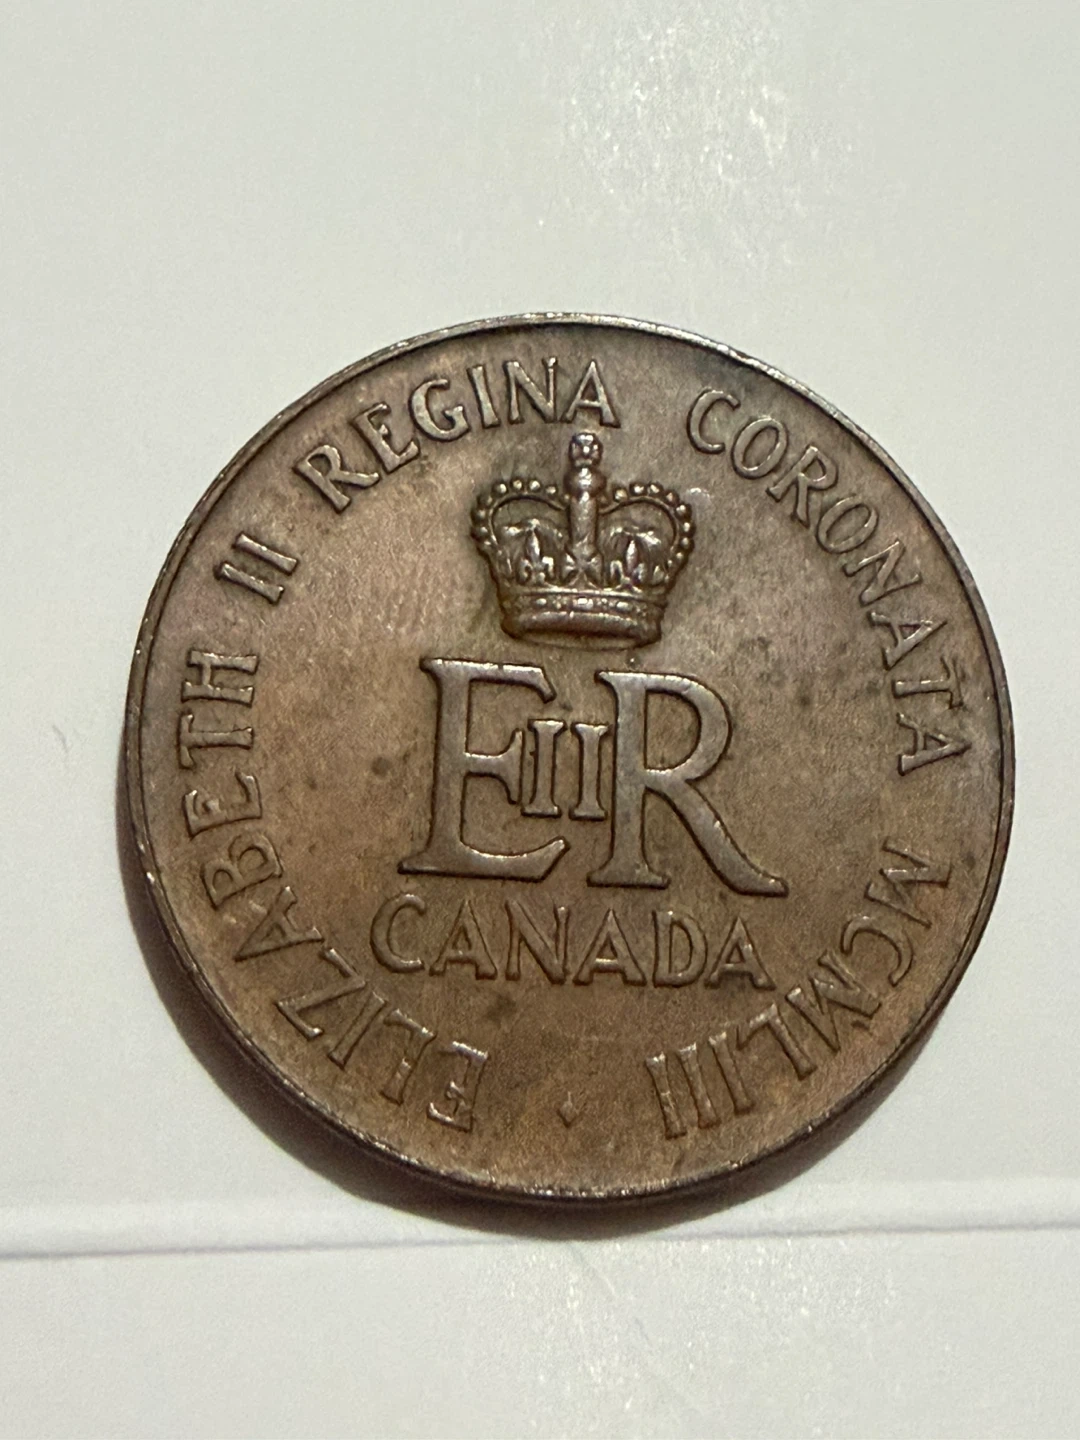 ELIZABETH II REGINA CORONATA MCMLIII
EIIR
CANADA